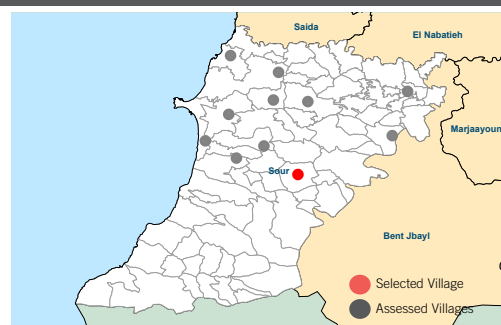 Saida
El Nabatieh
Marjaayoun
Sour
Bent Jbayl
Selected Village
Assessed Villages